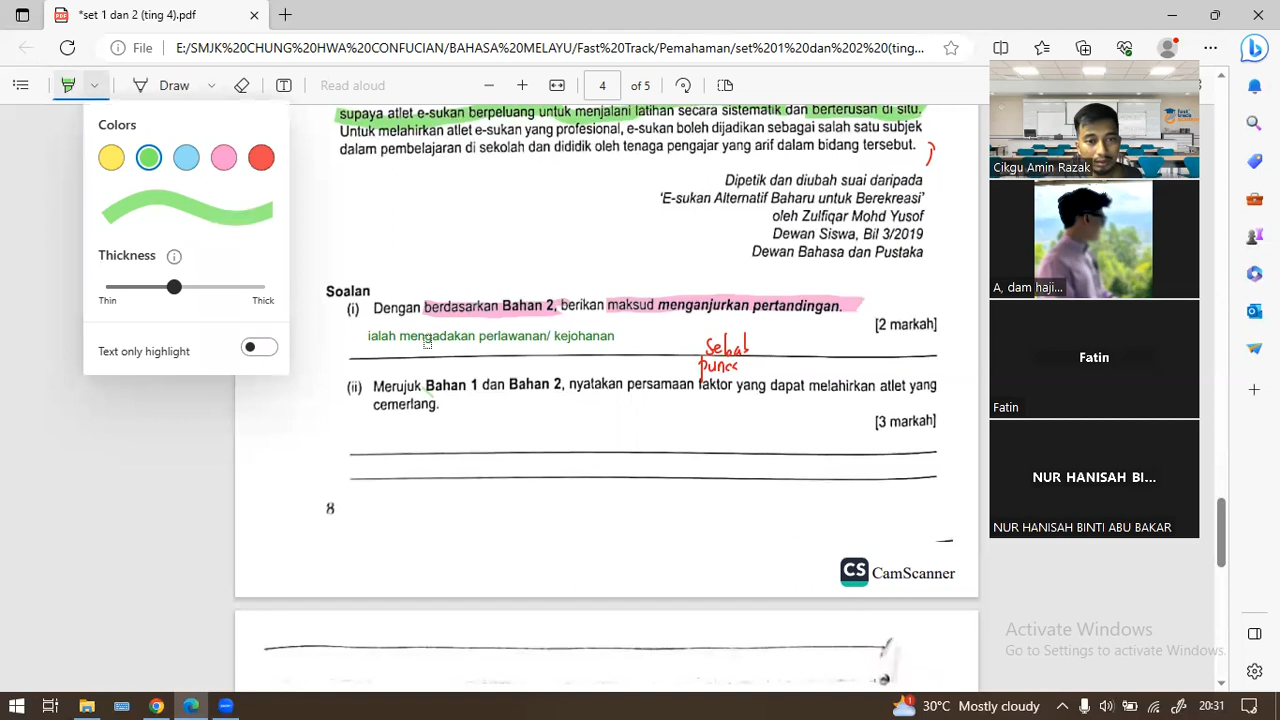 *set 1 dan 2 (ting 4).pdf
File
E:/SMJK%20CHUNG%20HWA%20CONFUCIAN/BAHASA%20MELAYU/Fast%20Track/Pemahaman/set%201%20dan%202%20(ting...
Draw
Read aloud
4 of 5
Colors
Thickness
Thin
Thick
Text only highlight
supaya atlet e-sukan berpeluang untuk menjalani latihan secara sistematik dan berterusan di situ.
Untuk melahirkan atlet e-sukan yang profesional, e-sukan boleh dijadikan sebagai salah satu subjek
dalam pembelajaran di sekolah dan dididik oleh tenaga pengajar yang arif dalam bidang tersebut.
Dipetik dan diubah suai daripada
'E-sukan Alternatif Baharu untuk Berekreasi'
oleh Zulfiqar Mohd Yusof
Dewan Siswa, Bil 3/2019
Dewan Bahasa dan Pustaka
Soalan
(i) Dengan berdasarkan Bahan 2, berikan maksud menganjurkan pertandingan.
[2 markah]
ialah mengadakan perlawanan/ kejohanan
Sebab
punca
(ii) Merujuk Bahan 1 dan Bahan 2, nyatakan persamaan faktor yang dapat melahirkan atlet yang
cemerlang.
[3 markah]
8
CS CamScanner
Cikgu Amin Razak
A, dam haji...
Fatin
Fatin
NUR HANISAH BI...
NUR HANISAH BINTI ABU BAKAR
Activate Windows
Go to Settings to activate Windows.
1
30°C Mostly cloudy
20:31